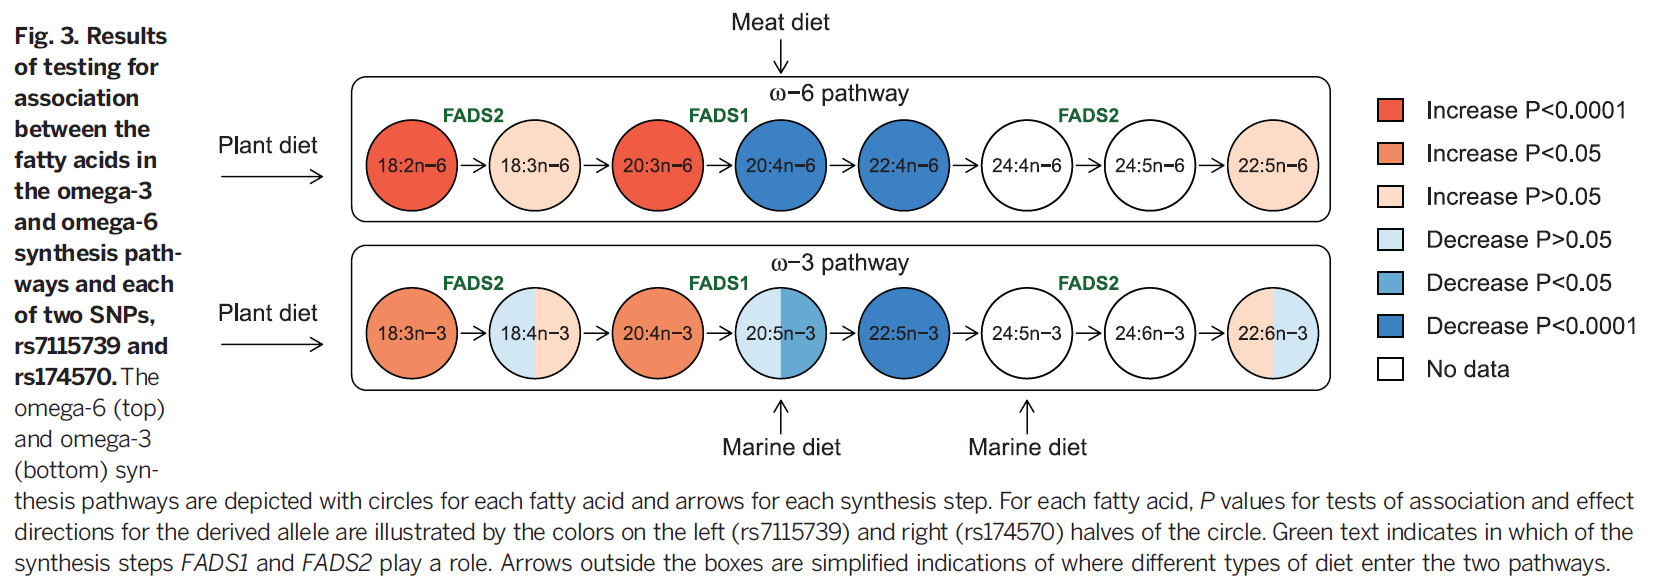 Fig. 3. Results
of testing for
association
between the
fatty acids in
the omega-3
and omega-6
synthesis path-
ways and each
of two SNPs,
rs7115739 and
rs174570. The
omega-6 (top)
and omega-3
(bottom) syn-
thesis pathways are depicted with circles for each fatty acid and arrows for each synthesis step. For each fatty acid, P values for tests of association and effect
directions for the derived allele are illustrated by the colors on the left (rs7115739) and right (rs174570) halves of the circle. Green text indicates in which of the
synthesis steps FADS1 and FADS2 play a role. Arrows outside the boxes are simplified indications of where different types of diet enter the two pathways.
Meat diet
ω−6 pathway
FADS2 FADS1 FADS2
Plant diet
18:2n−6 18:3n−6 20:3n−6 20:4n−6 22:4n−6 24:4n−6 24:5n−6 22:5n−6
ω−3 pathway
FADS2 FADS1 FADS2
Plant diet
18:3n−3 18:4n−3 20:4n−3 20:5n−3 22:5n−3 24:5n−3 24:6n−3 22:6n−3
Marine diet Marine diet
Increase P<0.0001
Increase P<0.05
Increase P>0.05
Decrease P>0.05
Decrease P<0.05
Decrease P<0.0001
No data